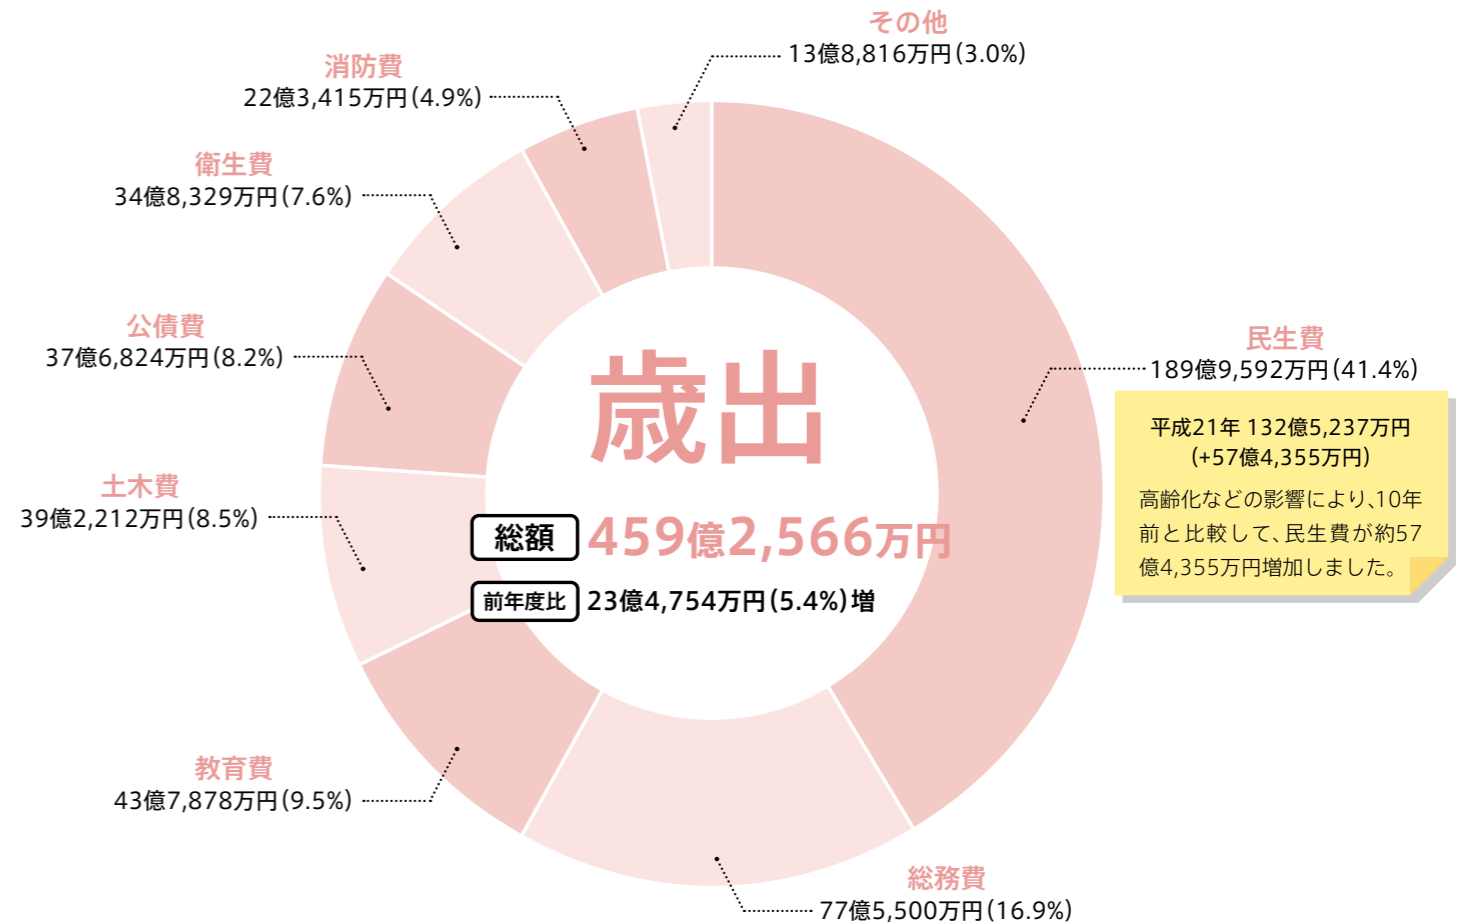 その他
13億8,816万円(3.0%)
消防費
22億3,415万円(4.9%)
衛生費
34億8,329万円(7.6%)
公債費
37億6,824万円(8.2%)
土木費
39億2,212万円(8.5%)
教育費
43億7,878万円(9.5%)
総務費
77億5,500万円(16.9%)
民生費
189億9,592万円(41.4%)
平成21年 132億5,237万円
(+57億4,355万円)
高齢化などの影響により、10年
前と比較して、民生費が約57
億4,355万円増加しました。
歳出
総額 459億2,566万円
前年度比 23億4,754万円(5.4%)増